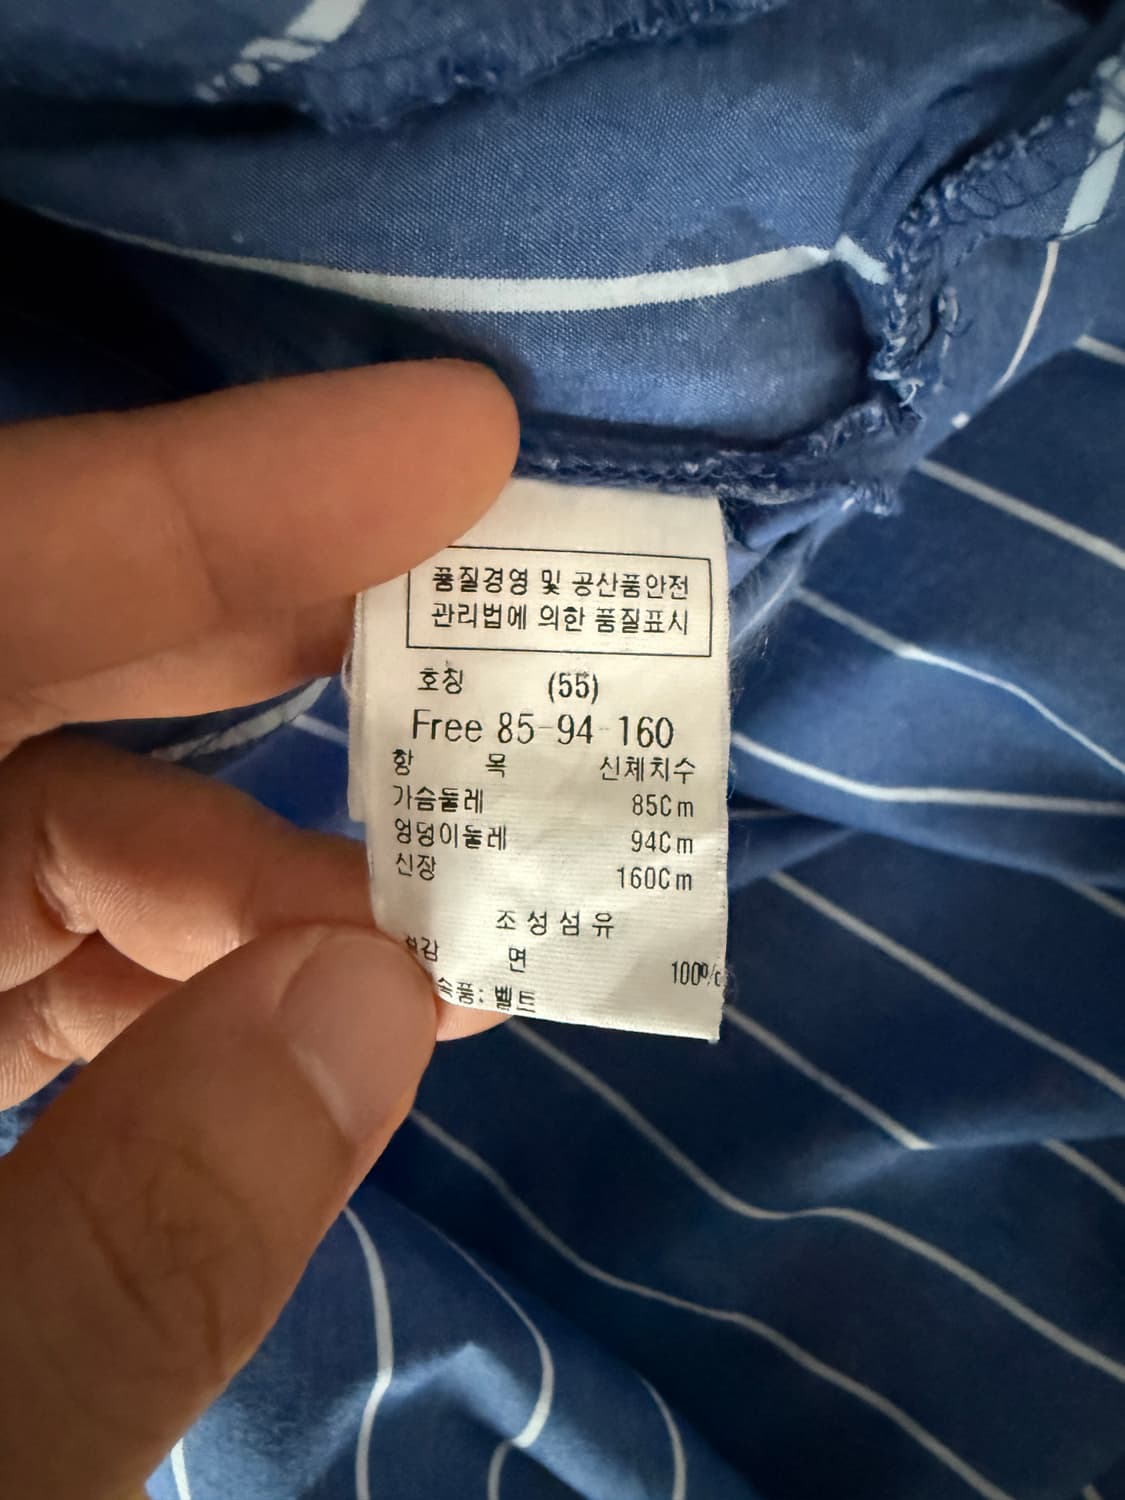 품질경영 및 공산품안전
관리법에 의한 품질표시
호칭 (55)
Free 85-94-160
항 목 신체치수
가슴둘레 85Cm
엉덩이둘레 94Cm
신장 160Cm
조성섬유
면 100%
벨트